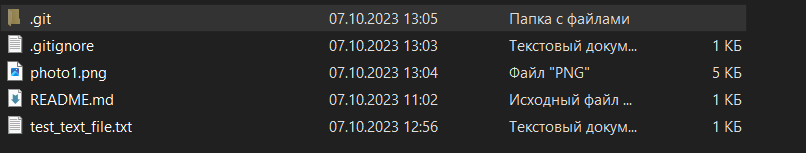 .git 07.10.2023 13:05 Папка с файлами
.gitignore 07.10.2023 13:03 Текстовый докум... 1 КБ
photo1.png 07.10.2023 13:04 Файл "PNG" 5 КБ
README.md 07.10.2023 11:02 Исходный файл ... 1 КБ
test_text_file.txt 07.10.2023 12:56 Текстовый докум... 1 КБ